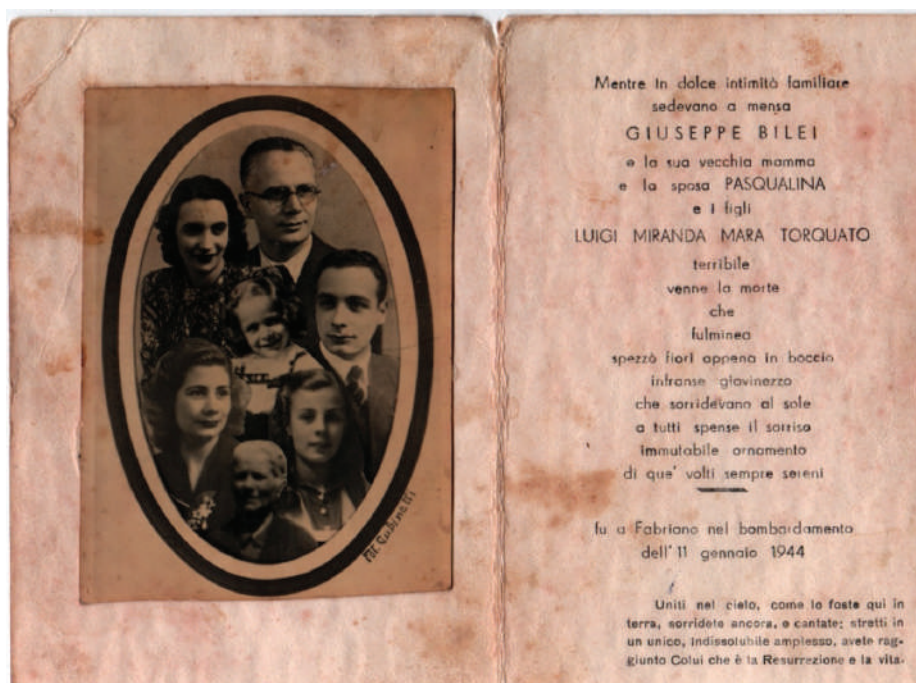 Fot. Cubinelli
Mentre in dolce intimità familiare
sedevano a mensa
GIUSEPPE BILEI
e la sua vecchia mamma
e la sposa PASQUALINA
e i figli
LUIGI MIRANDA MARA TORQUATO
terribile
venne la morte
che
fulminea
spezzò fiori appena in boccio
infranse giovinezze
che sorridevano al sole
a tutti spense il sorriso
immutabile ornamento
di que' volti sempre sereni
fu a Fabriano nel bombardamento
dell'11 gennaio 1944
Uniti nel cielo, come lo foste qui in
terra, sorridete ancora, e cantate; stretti in
un unico, indissolubile amplesso, avete rag-
giunto Colui che è la Resurrezione e la vita.